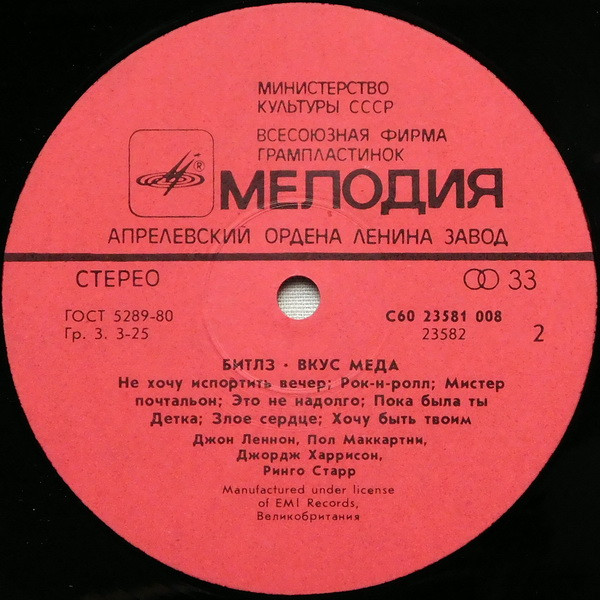 МИНИСТЕРСТВО
КУЛЬТУРЫ СССР
ВСЕСОЮЗНАЯ ФИРМА
ГРАМПЛАСТИНОК
® МЕЛОДИЯ
АПРЕЛЕВСКИЙ ОРДЕНА ЛЕНИНА ЗАВОД
СТЕРЕО
33
ГОСТ 5289-80
Гр. 3. 3-25
С60 23581 008
23582
2
БИТЛЗ · ВКУС МЕДА
Не хочу испортить вечер; Рок-н-ролл; Мистер
почтальон; Это не надолго; Пока была ты
Детка; Злое сердце; Хочу быть твоим
Джон Леннон, Пол Маккартни,
Джордж Харрисон,
Ринго Старр
Manufactured under license
of EMI Records,
Великобритания